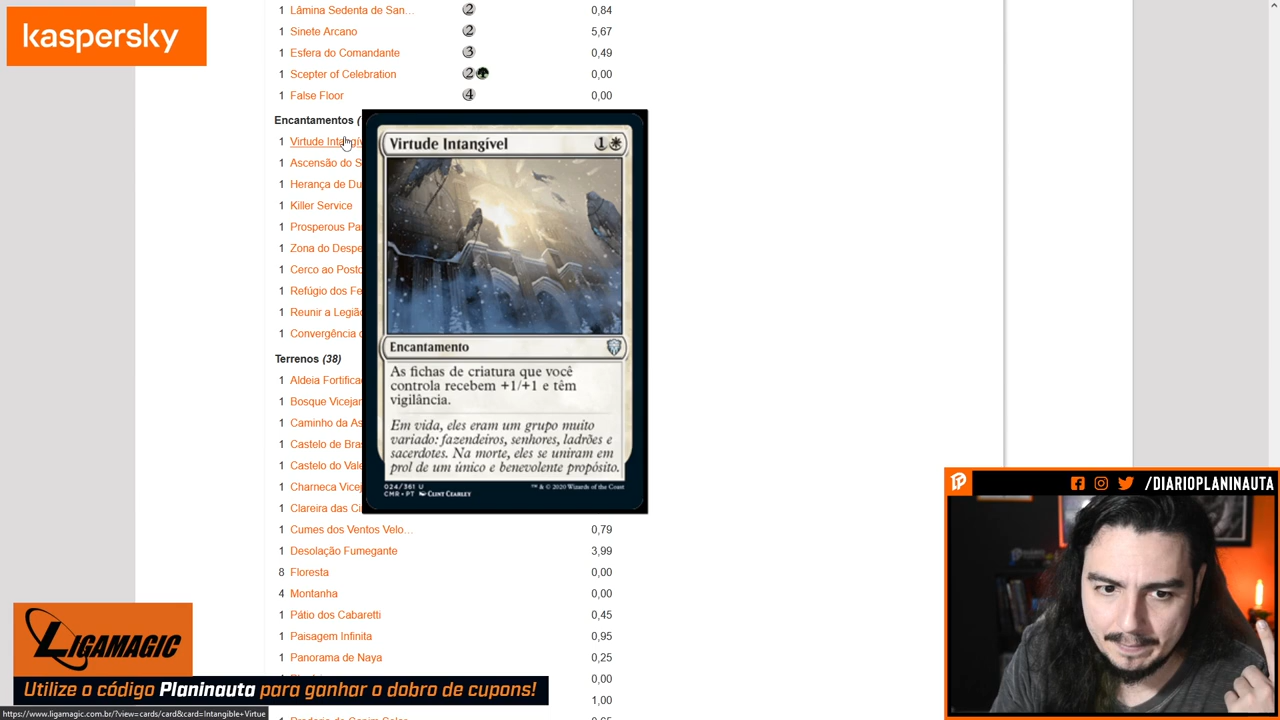 kaspersky
1 Lâmina Sedenta de San... 2 0,84
1 Sinete Arcano 2 5,67
1 Esfera do Comandante 3 0,49
1 Scepter of Celebration 2 0,00
1 False Floor 4 0,00
Encantamentos (
1 Virtude Intangív
1 Ascensão do S
1 Herança de Du
1 Killer Service
1 Prosperous Pa
1 Zona do Despe
1 Cerco ao Posto
1 Refúgio dos Fe
1 Reunir a Legião
1 Convergência
Terrenos (38)
1 Aldeia Fortifica
1 Bosque Vicejar
1 Caminho da As
1 Castelo de Bra
1 Castelo do Vale
1 Charneca Vicej
1 Clareira das Ci
1 Cumes dos Ventos Velo... 0,79
1 Desolação Fumegante 3,99
8 Floresta 0,00
4 Montanha 0,00
1 Pátio dos Cabaretti 0,45
1 Paisagem Infinita 0,95
1 Panorama de Naya 0,25
0,00
1,00
Virtude Intangível 1
Encantamento
As fichas de criatura que você
controla recebem +1/+1 e têm
vigilância.
Em vida, eles eram um grupo muito
variado: fazendeiros, senhores, ladrões e
sacerdotes. Na morte, eles se uniram em
prol de um único e benevolente propósito.
024/361 U
CMR • PT CLINT CEARLEY
™ & © 2020 Wizards of the Coast
/DIARIOPLANINAUTA
LIGAMAGIC
Utilize o código Planinauta para ganhar o dobro de cupons!
https://www.ligamagic.com.br/?view=cards/card&card=Intangible+Virtue